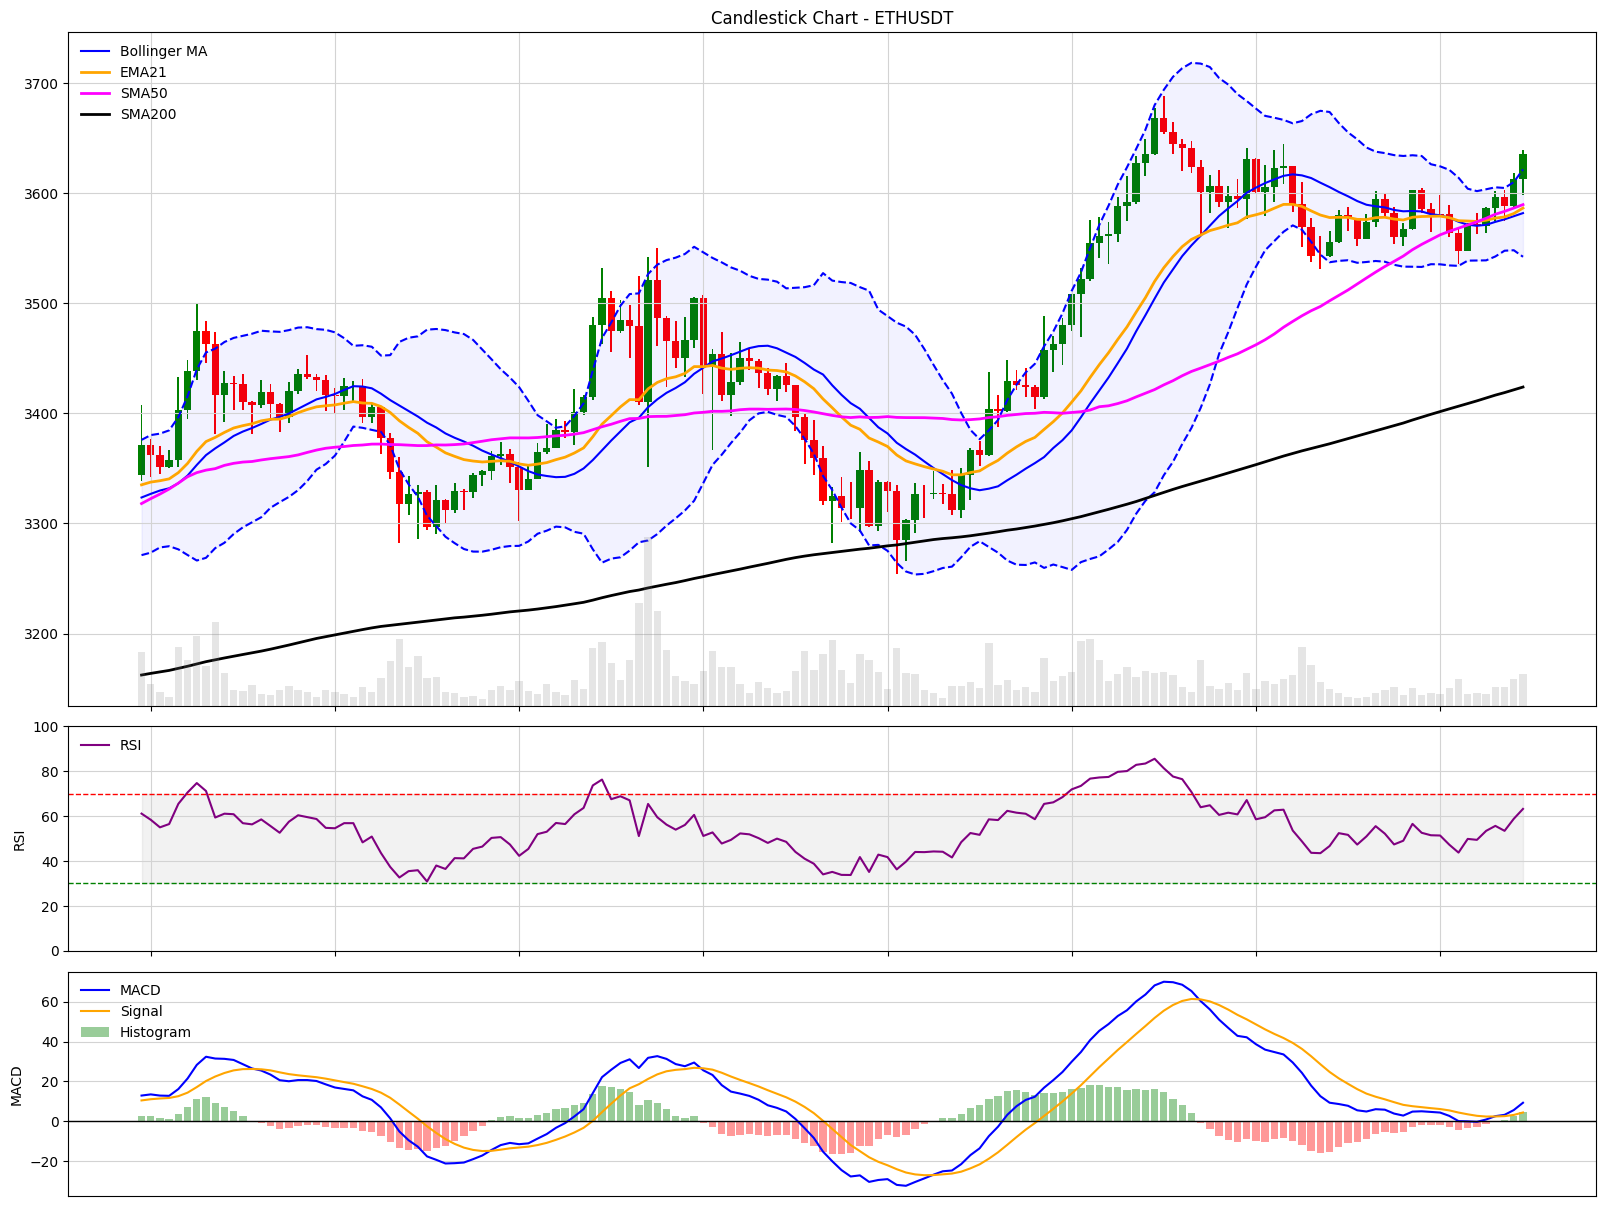 Candlestick Chart - ETHUSDT
Bollinger MA
EMA21
SMA50
SMA200
3700
3600
3500
3400
3300
3200
100
80
60
40
20
0
RSI
RSI
60
40
20
0
−20
MACD
MACD
Signal
Histogram